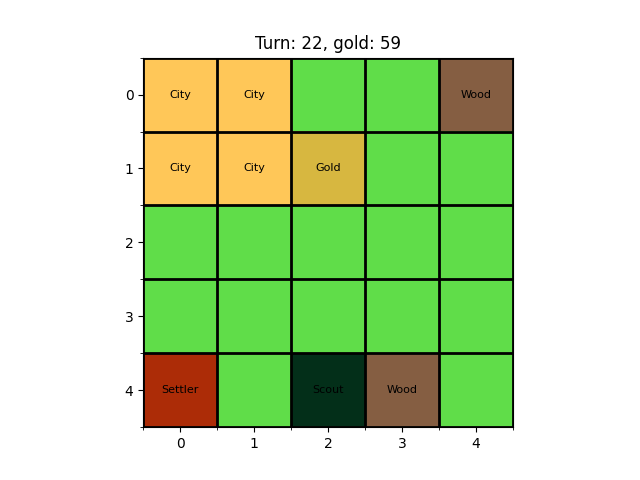 Turn: 22, gold: 59
0 City City Wood
1 City City Gold
2
3
4 Settler Scout Wood
0 1 2 3 4